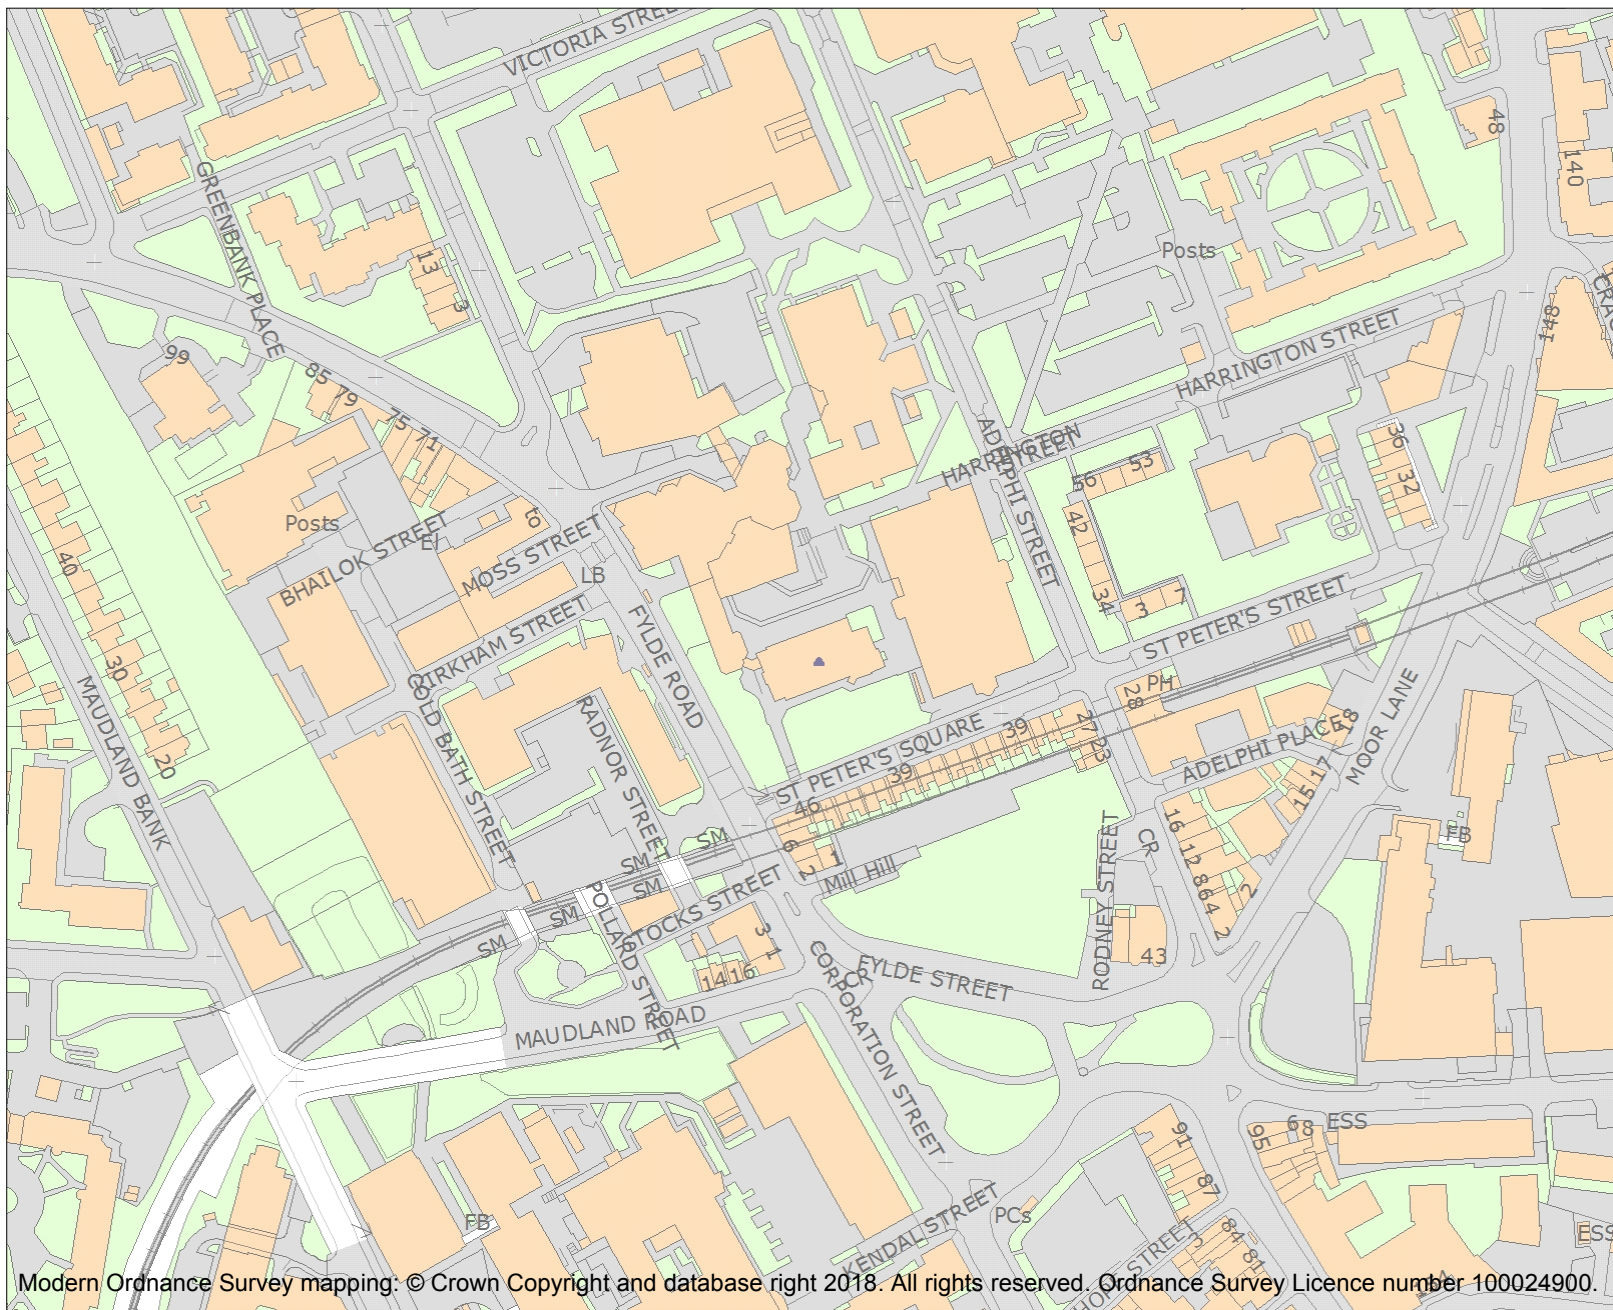 VICTORIA STREE
48
140
GREENBANK PLACE
Posts
13
3
148
HARRINGTON STREET
99
85
79
75
71
ADELPHI STREET
HARRINGTON
STREET
36
53
56
32
42
to
Posts
BHAILOK STREET
EJ
MOSS STREET
LB
40
34
3
7
ST PETER'S STREET
KIRKHAM STREET
FYLDE ROAD
30
MAUDLAND BANK
OLD BATH STREET
RADNOR STREET
PH
28
27
23
39
ST PETER'S SQUARE
39
46
18
ADELPHI PLACE
MOOR LANE
17
15
20
16
12
8
6
4
2
2
CR
RODNEY STREET
FB
SM
SM
SM
SM
SM
6
2
1
Mill Hill
STOCKS STREET
POLLARD STREET
3
1
14
16
43
CORPORATION STREET
CR
FYLDE STREET
MAUDLAND ROAD
91
87
95
6
8
ESS
FB
PCs
KENDAL STREET
84
81
3
ESS
Modern Ordnance Survey mapping: © Crown Copyright and database right 2018. All rights reserved. Ordnance Survey Licence number 100024900.